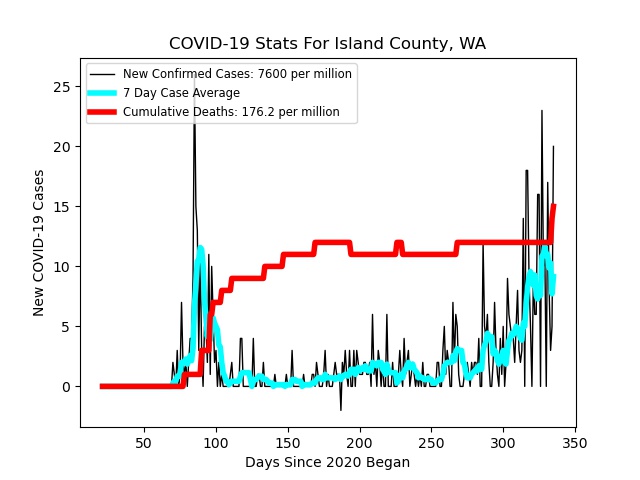 COVID-19 Stats For Island County, WA
New Confirmed Cases: 7600 per million
7 Day Case Average
Cumulative Deaths: 176.2 per million
25
20
15
10
5
0
New COVID-19 Cases
50 100 150 200 250 300 350
Days Since 2020 Began